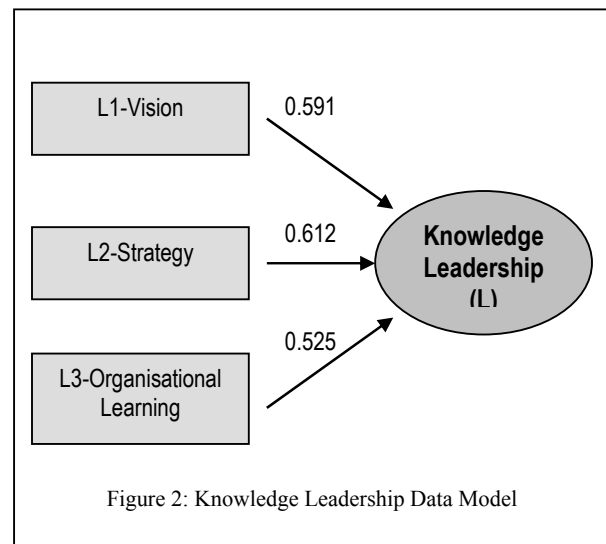 L1-Vision
0.591
L2-Strategy
0.612
Knowledge
Leadership
(L)
L3-Organisational
Learning
0.525
Figure 2: Knowledge Leadership Data Model